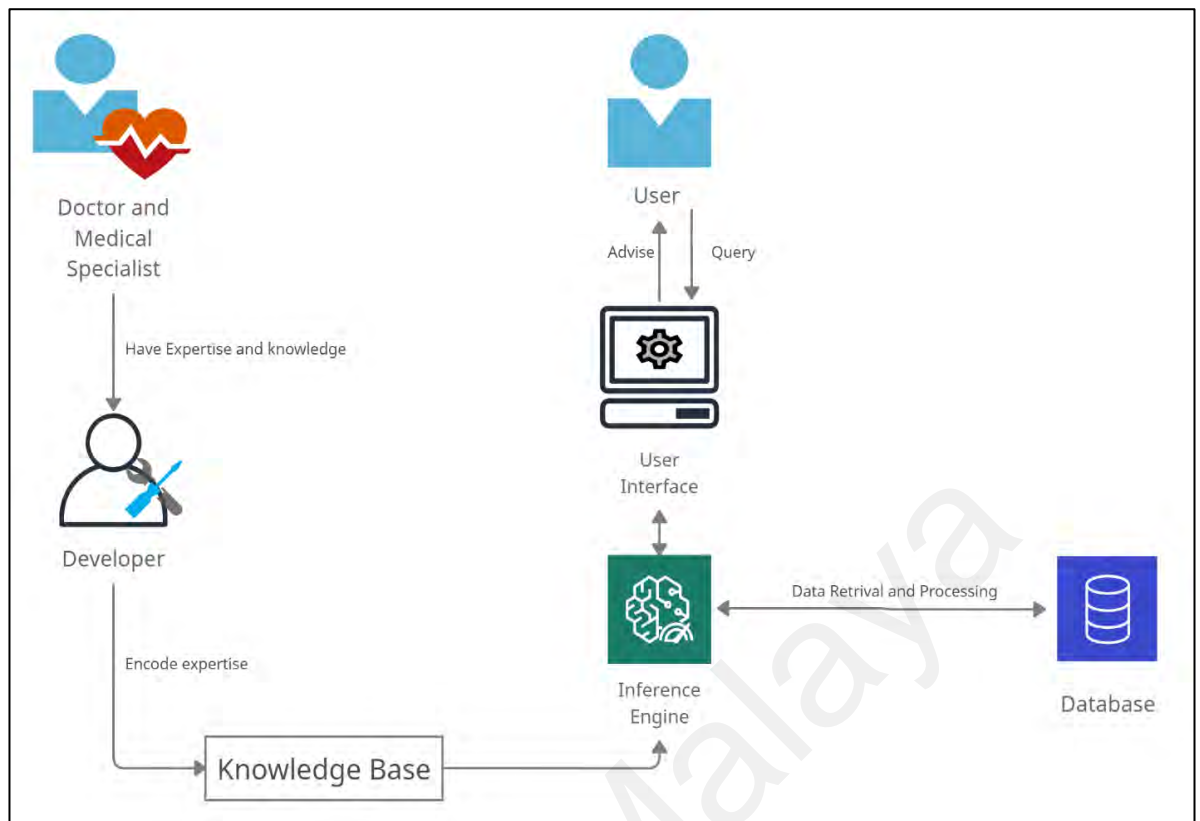 Doctor and
Medical
Specialist
Have Expertise and knowledge
Developer
Encode expertise
Knowledge Base
User
Advise
Query
User
Interface
Inference
Engine
Data Retrival and Processing
Database
Malaya